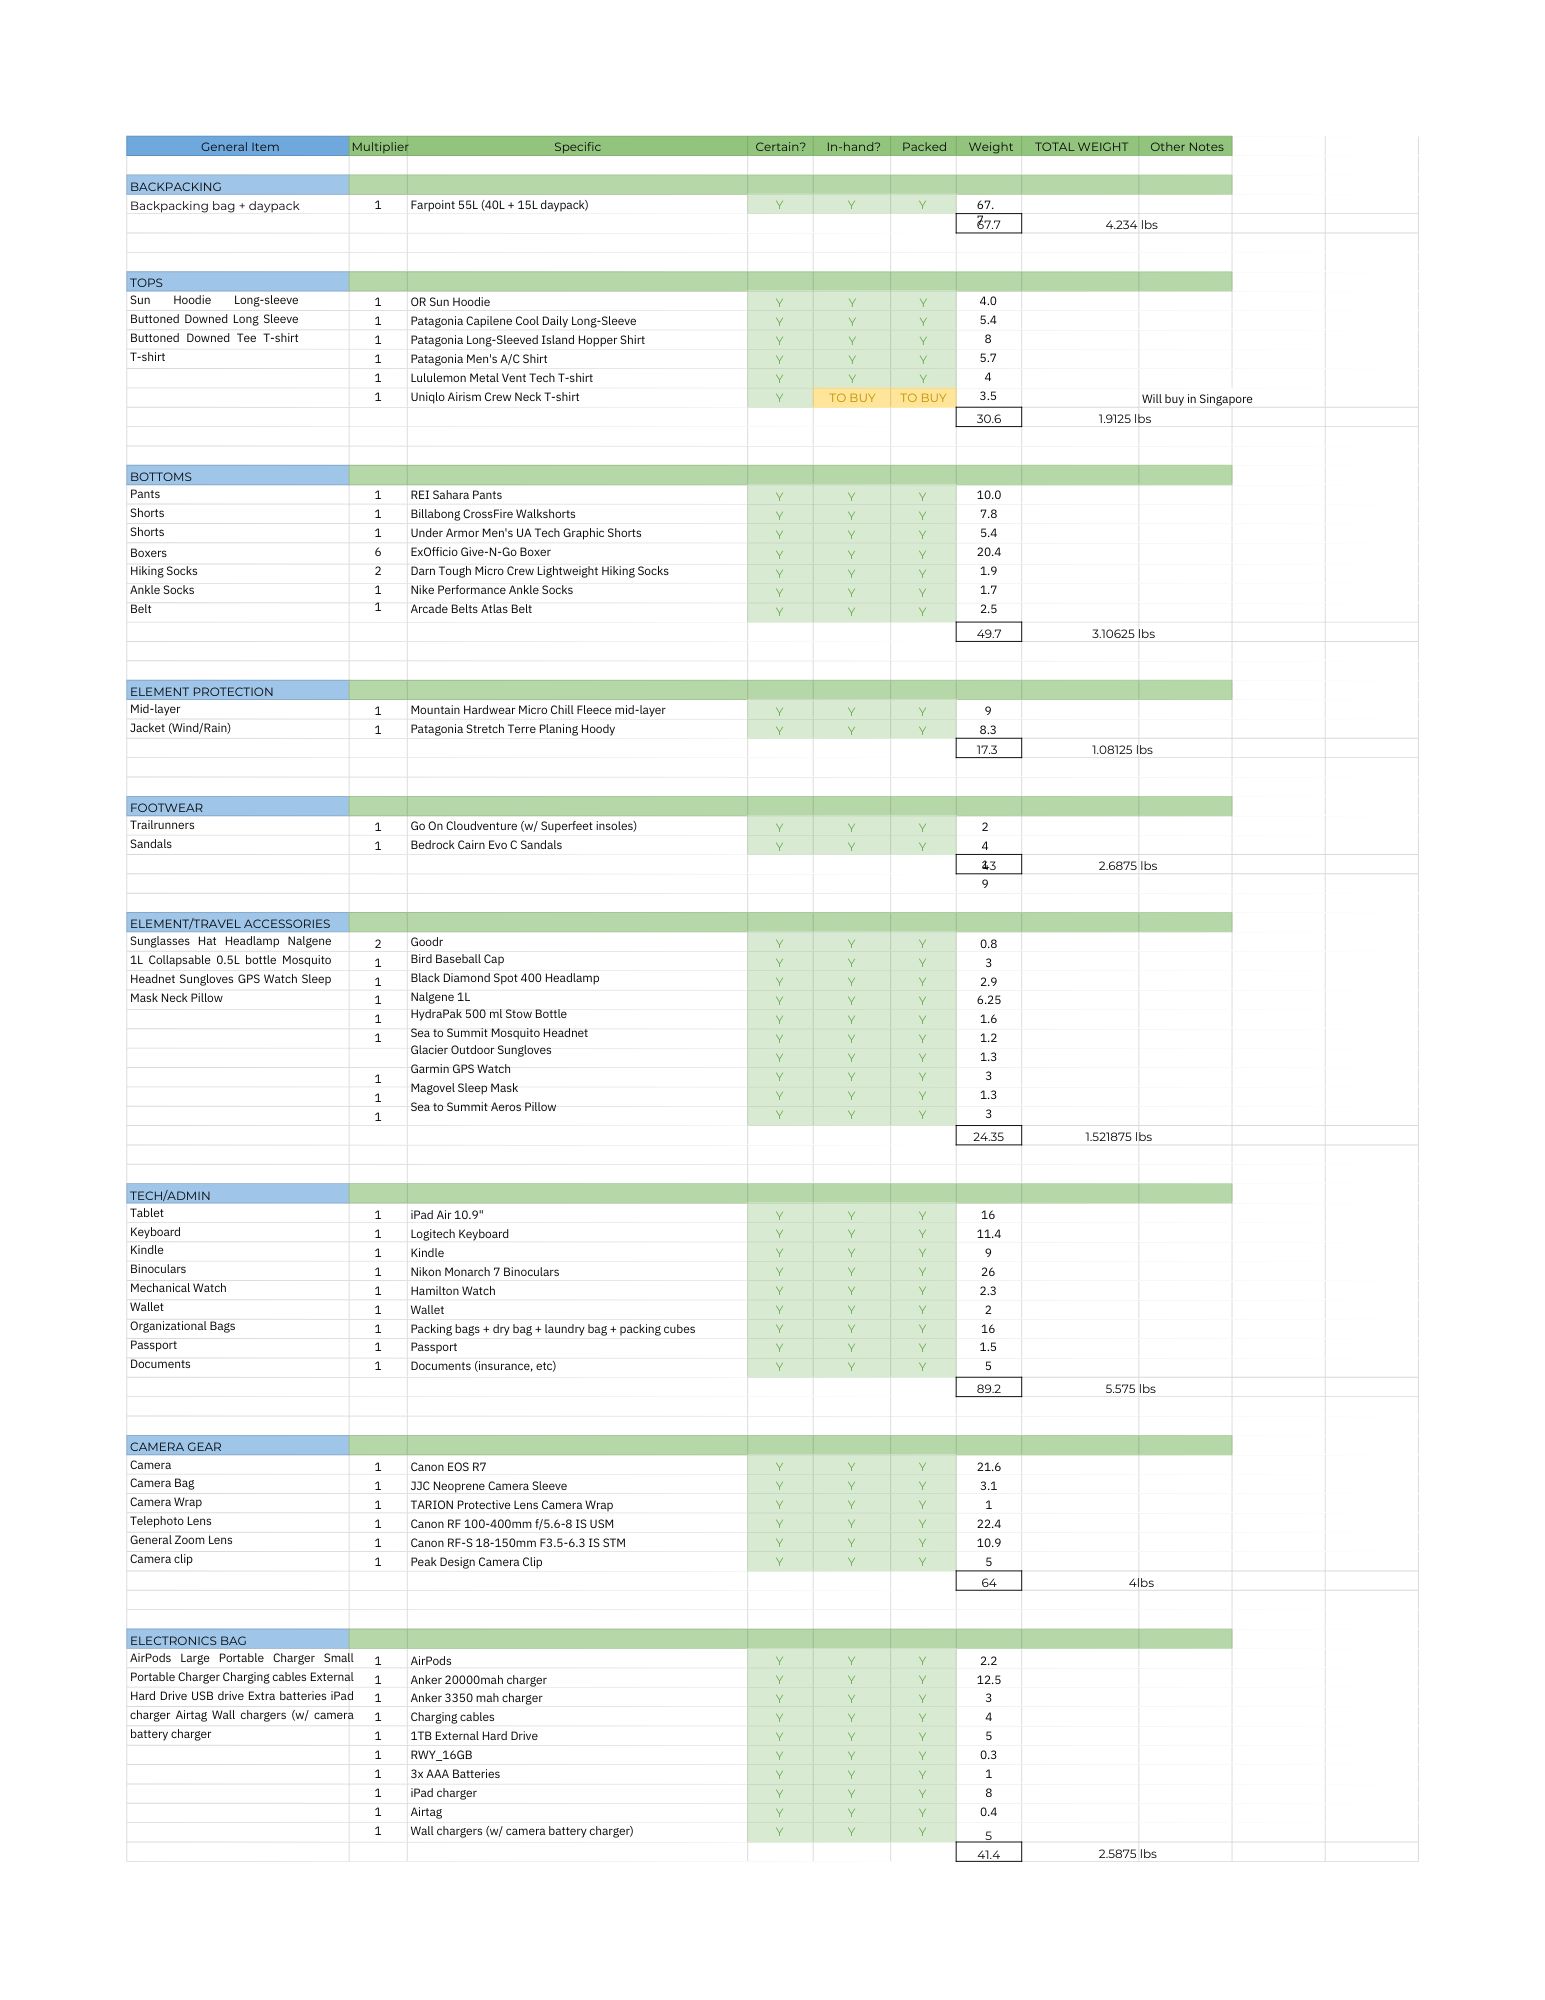 General Item Multiplier Specific Certain? In-hand? Packed Weight TOTAL WEIGHT Other Notes
BACKPACKING
Backpacking bag + daypack 1 Farpoint 55L (40L + 15L daypack) Y Y Y 67.
7
67.7 4.234 lbs
TOPS
Sun Hoodie Long-sleeve 1 OR Sun Hoodie Y Y Y 4.0
Buttoned Downed Long Sleeve 1 Patagonia Capilene Cool Daily Long-Sleeve Y Y Y 5.4
Buttoned Downed Tee T-shirt 1 Patagonia Long-Sleeved Island Hopper Shirt Y Y Y 8
T-shirt 1 Patagonia Men's A/C Shirt Y Y Y 5.7
1 Lululemon Metal Vent Tech T-shirt Y Y Y 4
1 Uniqlo Airism Crew Neck T-shirt Y TO BUY TO BUY 3.5 Will buy in Singapore
30.6 1.9125 lbs
BOTTOMS
Pants 1 REI Sahara Pants Y Y Y 10.0
Shorts 1 Billabong CrossFire Walkshorts Y Y Y 7.8
Shorts 1 Under Armor Men's UA Tech Graphic Shorts Y Y Y 5.4
Boxers 6 ExOfficio Give-N-Go Boxer Y Y Y 20.4
Hiking Socks 2 Darn Tough Micro Crew Lightweight Hiking Socks Y Y Y 1.9
Ankle Socks 1 Nike Performance Ankle Socks Y Y Y 1.7
Belt 1 Arcade Belts Atlas Belt Y Y Y 2.5
49.7 3.10625 lbs
ELEMENT PROTECTION
Mid-layer 1 Mountain Hardwear Micro Chill Fleece mid-layer Y Y Y 9
Jacket (Wind/Rain) 1 Patagonia Stretch Terre Planing Hoody Y Y Y 8.3
17.3 1.08125 lbs
FOOTWEAR
Trailrunners 1 Go On Cloudventure (w/ Superfeet insoles) Y Y Y 2
Sandals 1 Bedrock Cairn Evo C Sandals Y Y Y 4
1
43 2.6875 lbs
9
ELEMENT/TRAVEL ACCESSORIES
Sunglasses Hat Headlamp Nalgene 2 Goodr Y Y Y 0.8
1L Collapsable 0.5L bottle Mosquito 1 Bird Baseball Cap Y Y Y 3
Headnet Sungloves GPS Watch Sleep 1 Black Diamond Spot 400 Headlamp Y Y Y 2.9
Mask Neck Pillow 1 Nalgene 1L Y Y Y 6.25
1 HydraPak 500 ml Stow Bottle Y Y Y 1.6
1 Sea to Summit Mosquito Headnet Y Y Y 1.2
Glacier Outdoor Sungloves Y Y Y 1.3
1 Garmin GPS Watch Y Y Y 3
1 Magovel Sleep Mask Y Y Y 1.3
1 Sea to Summit Aeros Pillow Y Y Y 3
24.35 1.521875 lbs
TECH/ADMIN
Tablet 1 iPad Air 10.9" Y Y Y 16
Keyboard 1 Logitech Keyboard Y Y Y 11.4
Kindle 1 Kindle Y Y Y 9
Binoculars 1 Nikon Monarch 7 Binoculars Y Y Y 26
Mechanical Watch 1 Hamilton Watch Y Y Y 2.3
Wallet 1 Wallet Y Y Y 2
Organizational Bags 1 Packing bags + dry bag + laundry bag + packing cubes Y Y Y 16
Passport 1 Passport Y Y Y 1.5
Documents 1 Documents (insurance, etc) Y Y Y 5
89.2 5.575 lbs
CAMERA GEAR
Camera 1 Canon EOS R7 Y Y Y 21.6
Camera Bag 1 JJC Neoprene Camera Sleeve Y Y Y 3.1
Camera Wrap 1 TARION Protective Lens Camera Wrap Y Y Y 1
Telephoto Lens 1 Canon RF 100-400mm f/5.6-8 IS USM Y Y Y 22.4
General Zoom Lens 1 Canon RF-S 18-150mm F3.5-6.3 IS STM Y Y Y 10.9
Camera clip 1 Peak Design Camera Clip Y Y Y 5
64 4lbs
ELECTRONICS BAG
AirPods Large Portable Charger Small 1 AirPods Y Y Y 2.2
Portable Charger Charging cables External 1 Anker 20000mah charger Y Y Y 12.5
Hard Drive USB drive Extra batteries iPad 1 Anker 3350 mah charger Y Y Y 3
charger Airtag Wall chargers (w/ camera 1 Charging cables Y Y Y 4
battery charger 1 1TB External Hard Drive Y Y Y 5
1 RWY_16GB Y Y Y 0.3
1 3x AAA Batteries Y Y Y 1
1 iPad charger Y Y Y 8
1 Airtag Y Y Y 0.4
1 Wall chargers (w/ camera battery charger) Y Y Y 5
41.4 2.5875 lbs